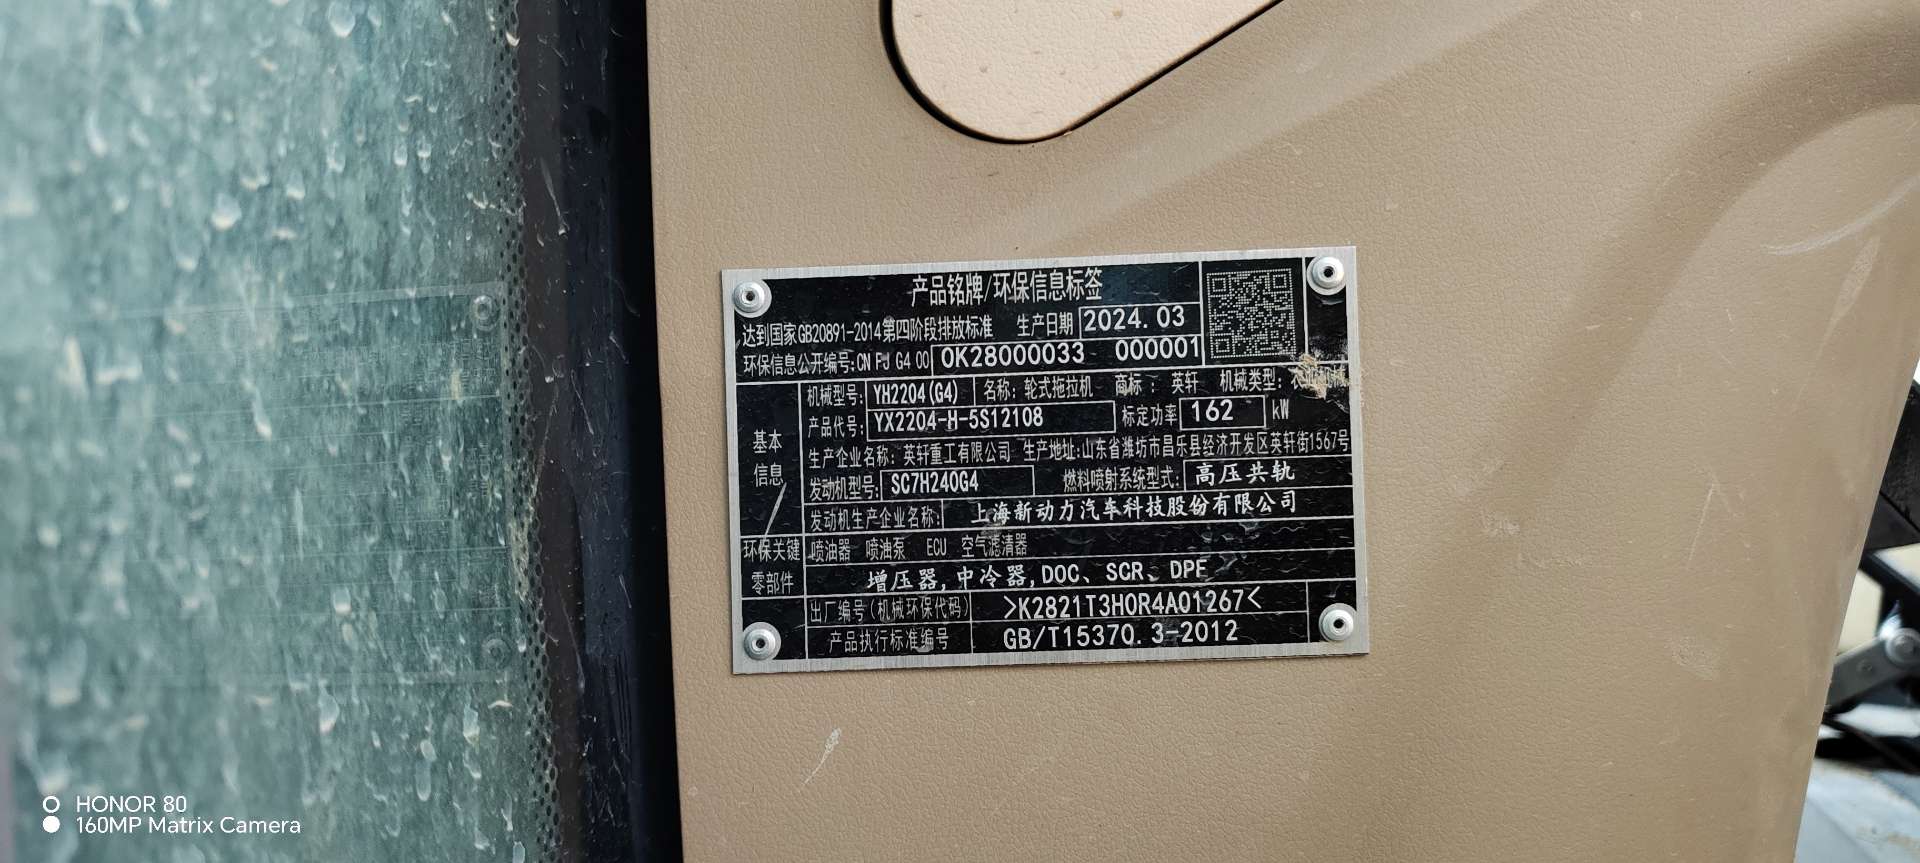 产品铭牌/环保信息标签
达到国家GB20891-2014第四阶段排放标准 生产日期 2024.03
环保信息公开编号:CN FJ G4 00 0K28000033 000001
机械型号: YH2204(G4) 名称: 轮式拖拉机 商标: 英轩 机械类型: 农业机械
产品代号: YX2204-H-5S12108 标定功率 162 kW
基本
信息
生产企业名称: 英轩重工有限公司 生产地址:山东省潍坊市昌乐县经济开发区英轩街1567号
发动机型号: SC7H240G4 燃料喷射系统型式: 高压共轨
发动机生产企业名称: 上海新动力汽车科技股份有限公司
环保关键
零部件
喷油器 喷油泵 ECU 空气滤清器
增压器,中冷器,DOC、SCR、DPF
出厂编号(机械环保代码) >K2821T3H0R4A01267<
产品执行标准编号 GB/T15370.3-2012
HONOR 80
160MP Matrix Camera